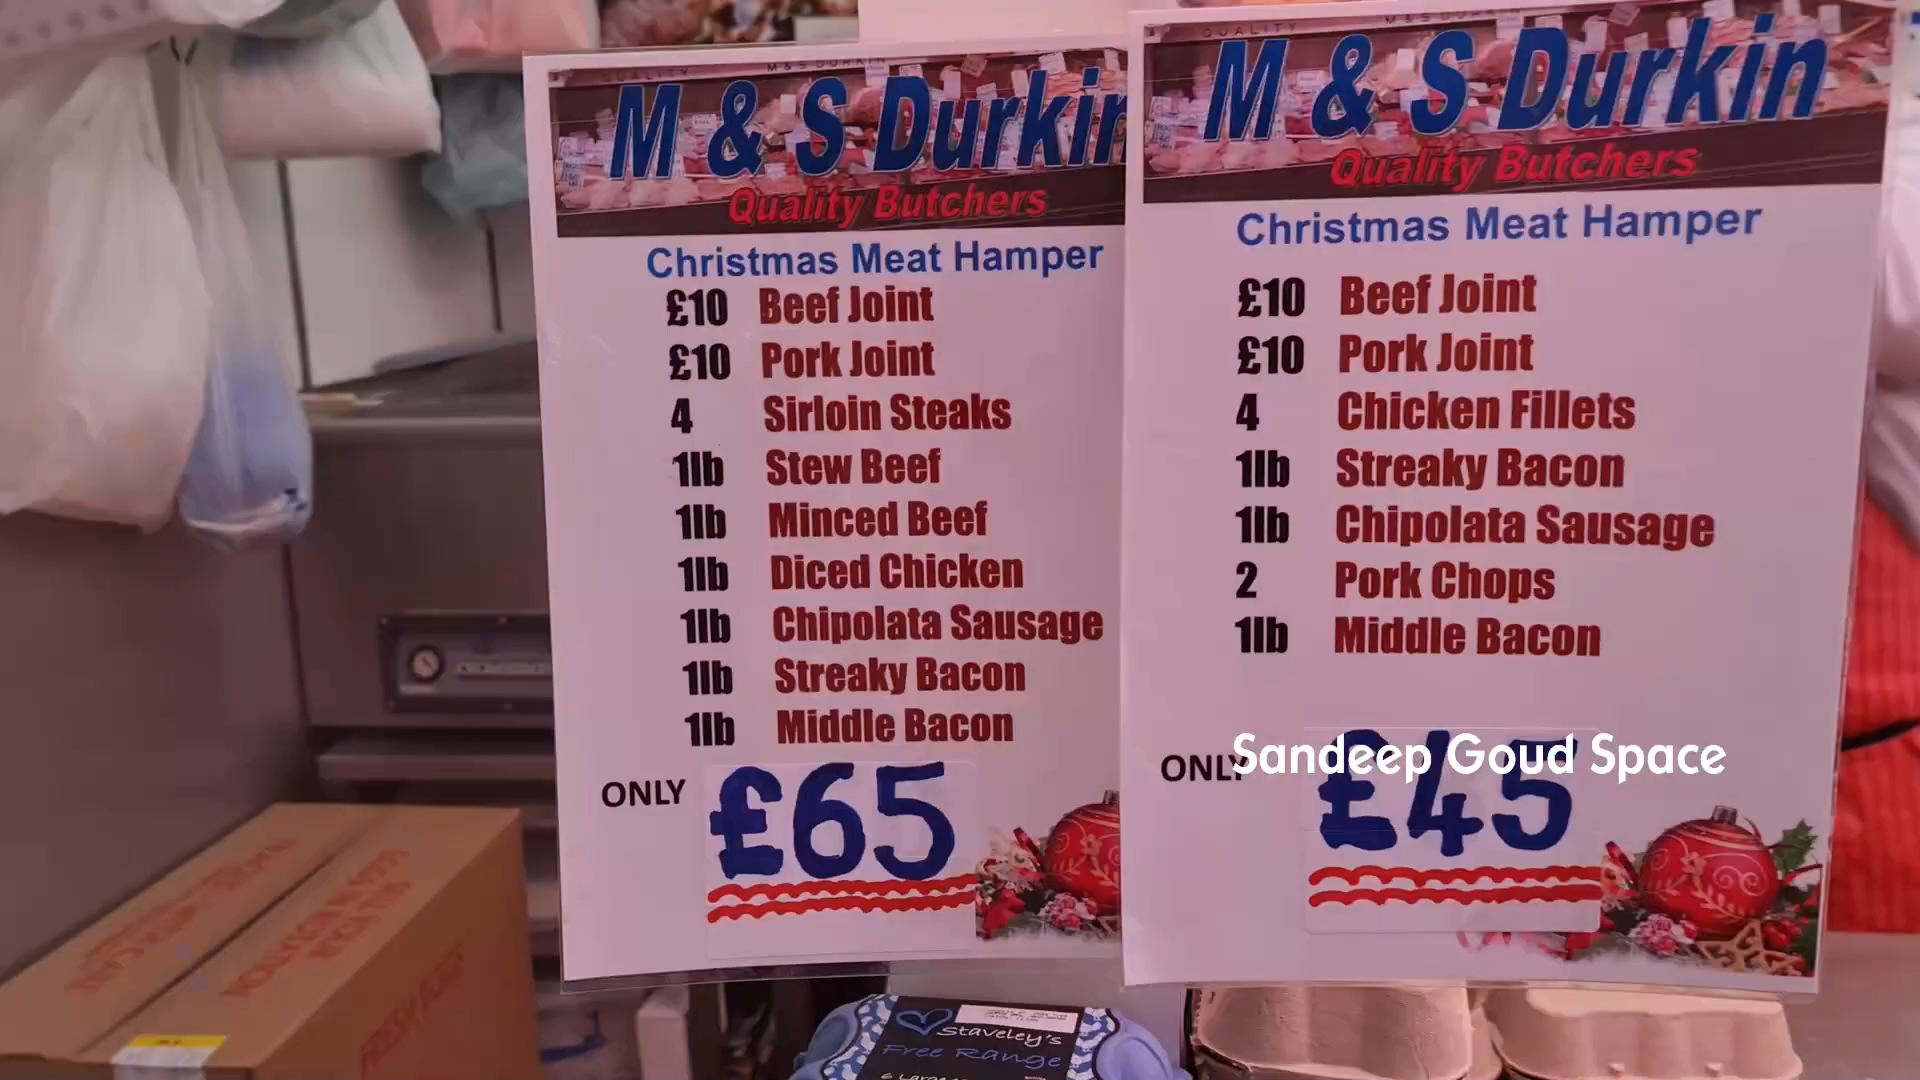 M & S Durkin
Quality Butchers
Christmas Meat Hamper
£10 Beef Joint
£10 Pork Joint
4 Sirloin Steaks
1lb Stew Beef
1lb Minced Beef
1lb Diced Chicken
1lb Chipolata Sausage
1lb Streaky Bacon
1lb Middle Bacon
ONLY £65
QUALITY M & S DURKIN
M & S Durkin
Quality Butchers
Christmas Meat Hamper
£10 Beef Joint
£10 Pork Joint
4 Chicken Fillets
1lb Streaky Bacon
1lb Chipolata Sausage
2 Pork Chops
1lb Middle Bacon
ONLY £45
Sandeep Goud Space
Staveley's
Free Range